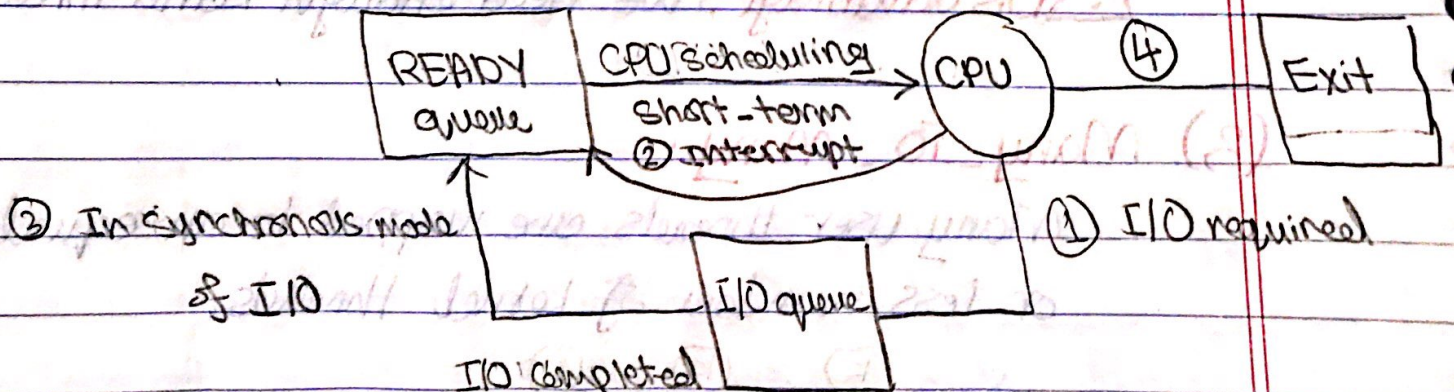 READY
queue
CPU scheduling
short-term
② Interrupt
CPU
④
Exit
③ In synchronous mode
of I/O
① I/O required
I/O queue
I/O completed